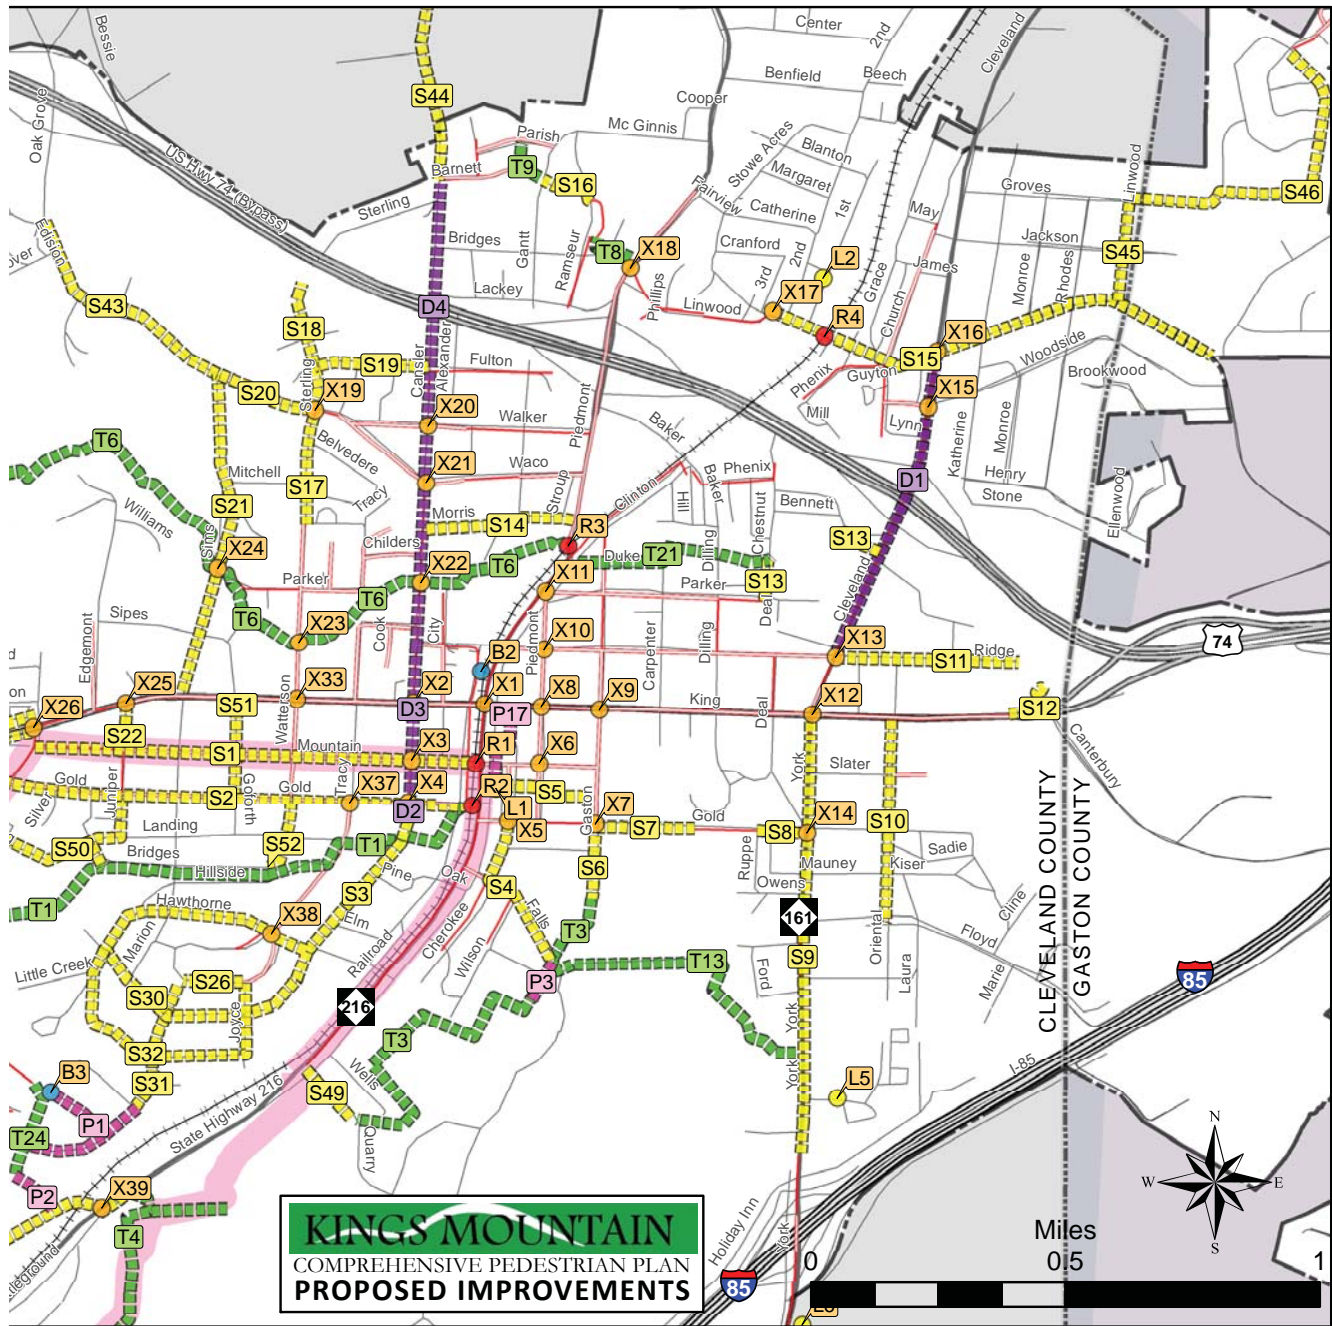 Center
2nd
Cleveland
Bessie
Benfield
Beech
S44
Cooper
Oak Grove
Mc Ginnis
Parish
Stowe Acres
Blanton
Linwood
US Hwy 74 (Bypass)
Barnett
T9
S16
Margaret
Groves
S46
Sterling
Fairview
Catherine
1st
May
Edision
Bridges
Gantt
Ramseur
T8
X18
Cranford
2nd
L2
Jackson
S45
Lackey
Phillips
Linwood
3rd
X17
Grace
James
Monroe
Rhodes
S43
D4
Church
R4
S18
Cansler
Alexander
Fulton
S15
X16
Woodside
S19
Sterling
S20
X19
Phenix
Guyton
Brookwood
X20
Walker
Piedmont
Baker
X15
Mill
Lynn
Katherine
Monroe
T6
Belvedere
Mitchell
X21
Waco
Baker
Phenix
Henry
S17
Tracy
Stroup
Clinton
Hill
D1
Stone
Ellenwood
S21
Williams
Morris
S14
Chestnut
Bennett
R3
Sims
X24
Childers
Duke
T21
Dilling
S13
X22
T6
X11
Parker
T6
Parker
S13
Deal
Cleveland
Sipes
T6
X23
Cook
City
Piedmont
X10
Carpenter
Dilling
X13
74
Edgemont
B2
S11
Ridge
X25
S51
X33
X2
X1
X8
X9
King
Deal
X12
X26
Watterson
D3
P17
S12
S22
S1
Mountain
X3
R1
X6
York
Slater
Canterbury
Gold
Juniper
Goforth
Gold
Tracy
X37
X4
R2
S5
Silver
S2
D2
L1
Gaston
X7
Landing
X5
S7
Gold
S8
X14
S10
S50
Bridges
S52
T1
Ruppe
Sadie
Hillside
Pine
Oak
S6
Mauney
Kiser
S3
S4
Owens
T1
Hawthorne
Falls
161
Cline
CLEVELAND COUNTY
GASTON COUNTY
X38
Elm
Cherokee
T3
Oriental
Floyd
Marion
Railroad
Wilson
S9
Little Creek
S26
T13
Ford
Laura
Marie
85
S30
216
P3
Joyce
York
S32
T3
B3
S31
Wells
York
I-85
S49
L5
P1
State Highway 216
T24
Quarry
N
P2
X39
W
E
T4
S
KINGS MOUNTAIN
COMPREHENSIVE PEDESTRIAN PLAN
PROPOSED IMPROVEMENTS
Holiday Inn
York
Miles
0
0.5
1
85